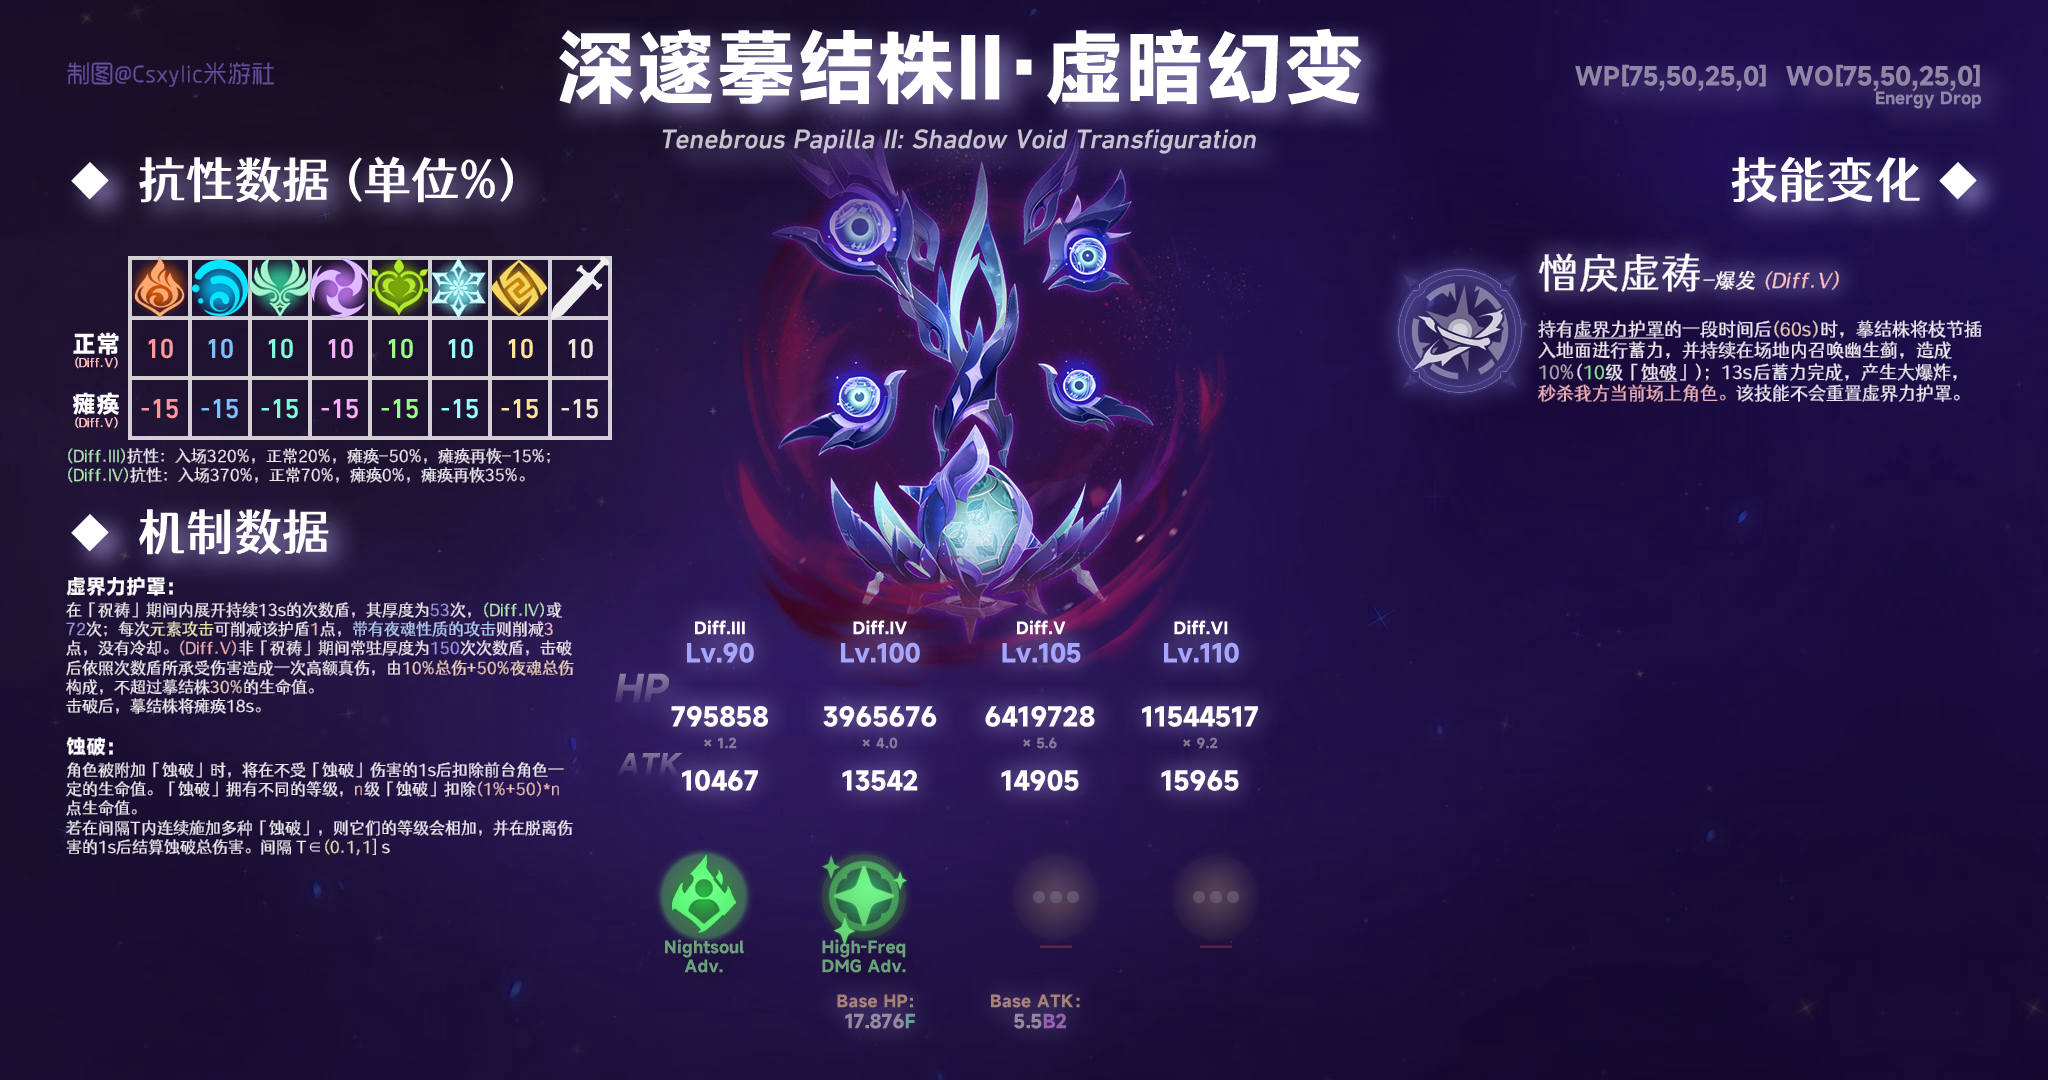 制图@Csxylic米游社
深邃摹结株II·虚暗幻变
Tenebrous Papilla II: Shadow Void Transfiguration
WP[75,50,25,0] WO[75,50,25,0]
Energy Drop
抗性数据 (单位%)
正常 10 10 10 10 10 10 10 10
(Diff.V)
瘫痪 -15 -15 -15 -15 -15 -15 -15 -15
(Diff.V)
(Diff.III)抗性：入场320%，正常20%，瘫痪-50%，瘫痪再恢-15%；
(Diff.IV)抗性：入场370%，正常70%，瘫痪0%，瘫痪再恢35%。
机制数据
虚界力护罩：
在「祝祷」期间内展开持续13s的次数盾，其厚度为53次，(Diff.IV)或
72次；每次元素攻击可削减该护盾1点，带有夜魂性质的攻击则削减3
点，没有冷却。(Diff.V)非「祝祷」期间常驻厚度为150次次数盾，击破
后依照次数盾所承受伤害造成一次高额真伤，由10%总伤+50%夜魂总伤
构成，不超过摹结株30%的生命值。
击破后，摹结株将瘫痪18s。
蚀破：
角色被附加「蚀破」时，将在不受「蚀破」伤害的1s后扣除前台角色一
定的生命值。「蚀破」拥有不同的等级，n级「蚀破」扣除(1%+50)*n
点生命值。
若在间隔T内连续施加多种「蚀破」，则它们的等级会相加，并在脱离伤
害的1s后结算蚀破总伤害。间隔 T∈(0.1,1] s
技能变化
憎戾虚祷-爆发 (Diff.V)
持有虚界力护罩的一段时间后(60s)时，摹结株将枝节插
入地面进行蓄力，并持续在场地内召唤幽生蓟，造成
10%(10级「蚀破」)；13s后蓄力完成，产生大爆炸，
秒杀我方当前场上角色。该技能不会重置虚界力护罩。
Diff.III Diff.IV Diff.V Diff.VI
Lv.90 Lv.100 Lv.105 Lv.110
HP
795858 3965676 6419728 11544517
× 1.2 × 4.0 × 5.6 × 9.2
ATK
10467 13542 14905 15965
Nightsoul
Adv.
High-Freq
DMG Adv.
Base HP:
17.876F
Base ATK:
5.5B2